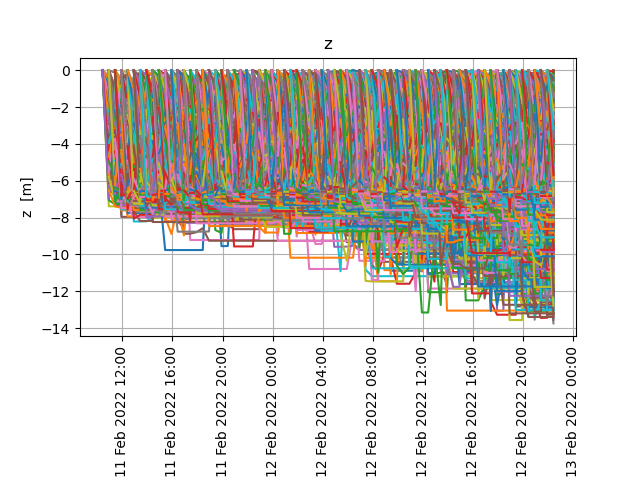 z
0
−2
−4
−6
−8
−10
−12
−14
z [m]
11 Feb 2022 12:00
11 Feb 2022 16:00
11 Feb 2022 20:00
12 Feb 2022 00:00
12 Feb 2022 04:00
12 Feb 2022 08:00
12 Feb 2022 12:00
12 Feb 2022 16:00
12 Feb 2022 20:00
13 Feb 2022 00:00